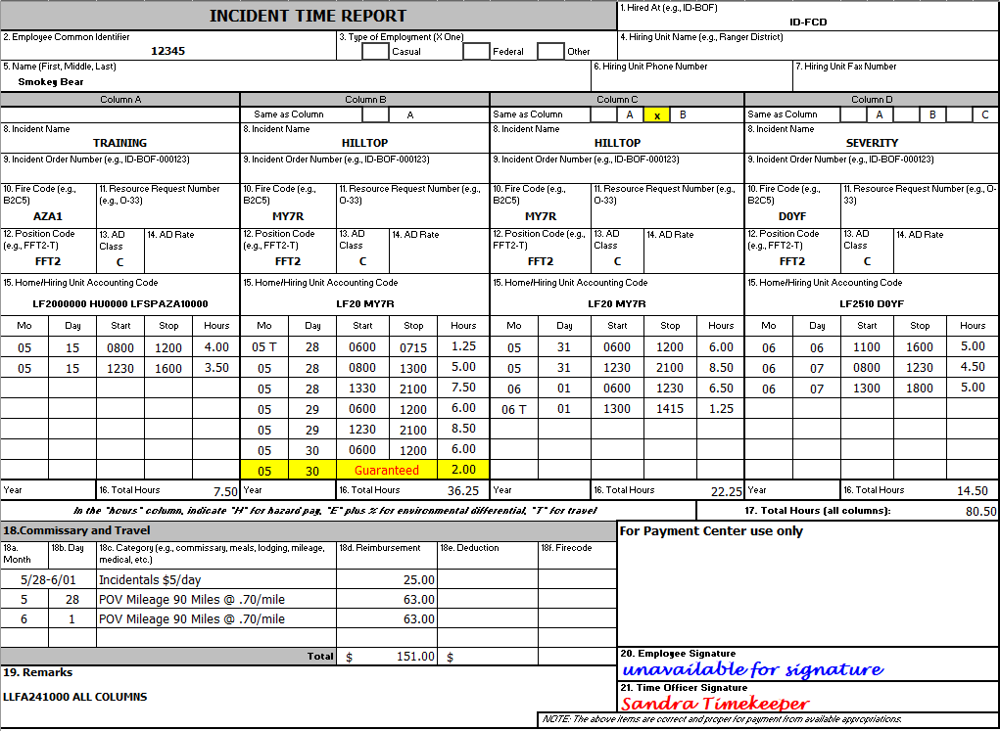 INCIDENT TIME REPORT
1. Hired At (e.g., ID-BOF)
ID-FCD
2. Employee Common Identifier
12345
3. Type of Employment (X One)
Casual Federal Other
4. Hiring Unit Name (e.g., Ranger District)
5. Name (First, Middle, Last)
Smokey Bear
6. Hiring Unit Phone Number
7. Hiring Unit Fax Number
Column A Column B Column C Column D
Same as Column A Same as Column A x B Same as Column A B C
8. Incident Name 8. Incident Name 8. Incident Name 8. Incident Name
TRAINING HILLTOP HILLTOP SEVERITY
9. Incident Order Number (e.g., ID-BOF-000123) 9. Incident Order Number (e.g., ID-BOF-000123) 9. Incident Order Number (e.g., ID-BOF-000123) 9. Incident Order Number (e.g., ID-BOF-000123)
10. Fire Code (e.g., 11. Resource Request Number 10. Fire Code (e.g., 11. Resource Request Number (e.g., 10. Fire Code (e.g., 11. Resource Request Number (e.g., 10. Fire Code (e.g., 11. Resource Request Number (e.g., O-
B2C5) (e.g., O-33) B2C5) O-33) B2C5) O-33) B2C5) 33)
AZA1 MY7R MY7R D0YF
12. Position Code 13. AD 14. AD Rate 12. Position Code 13. AD 14. AD Rate 12. Position Code (e.g., 13. AD 14. AD Rate 12. Position Code 13. AD 14. AD Rate
(e.g., FFT2-T) Class (e.g., FFT2-T) Class FFT2-T) Class (e.g., FFT2-T) Class
FFT2 C FFT2 C FFT2 C FFT2 C
15. Home/Hiring Unit Accounting Code 15. Home/Hiring Unit Accounting Code 15. Home/Hiring Unit Accounting Code 15. Home/Hiring Unit Accounting Code
LF2000000 HU0000 LFSPAZA10000 LF20 MY7R LF20 MY7R LF2510 D0YF
Mo Day Start Stop Hours Mo Day Start Stop Hours Mo Day Start Stop Hours Mo Day Start Stop Hours
05 15 0800 1200 4.00 05 T 28 0600 0715 1.25 05 31 0600 1200 6.00 06 06 1100 1600 5.00
05 15 1230 1600 3.50 05 28 0800 1300 5.00 05 31 1230 2100 8.50 06 07 0800 1230 4.50
05 28 1330 2100 7.50 06 01 0600 1230 6.50 06 07 1300 1800 5.00
05 29 0600 1200 6.00 06 T 01 1300 1415 1.25
05 29 1230 2100 8.50
05 30 0600 1200 6.00
05 30 Guaranteed 2.00
Year 16. Total Hours 7.50 Year 16. Total Hours 36.25 Year 16. Total Hours 22.25 Year 16. Total Hours 14.50
In the "hours" column, indicate "H" for hazard pay, "E" plus % for environmental differential, "T" for travel 17. Total Hours (all columns): 80.50
18.Commissary and Travel
For Payment Center use only
18a. 18b. Day 18c. Category (e.g., commissary, meals, lodging, mileage, 18d. Reimbursement 18e. Deduction 18f. Firecode
Month medical, etc.)
5/28-6/01 Incidentals $5/day 25.00
5 28 POV Mileage 90 Miles @ .70/mile 63.00
6 1 POV Mileage 90 Miles @ .70/mile 63.00
Total $ 151.00 $
19. Remarks
LLFA241000 ALL COLUMNS
20. Employee Signature
unavailable for signature
21. Time Officer Signature
Sandra Timekeeper
NOTE: The above items are correct and proper for payment from available appropriations.